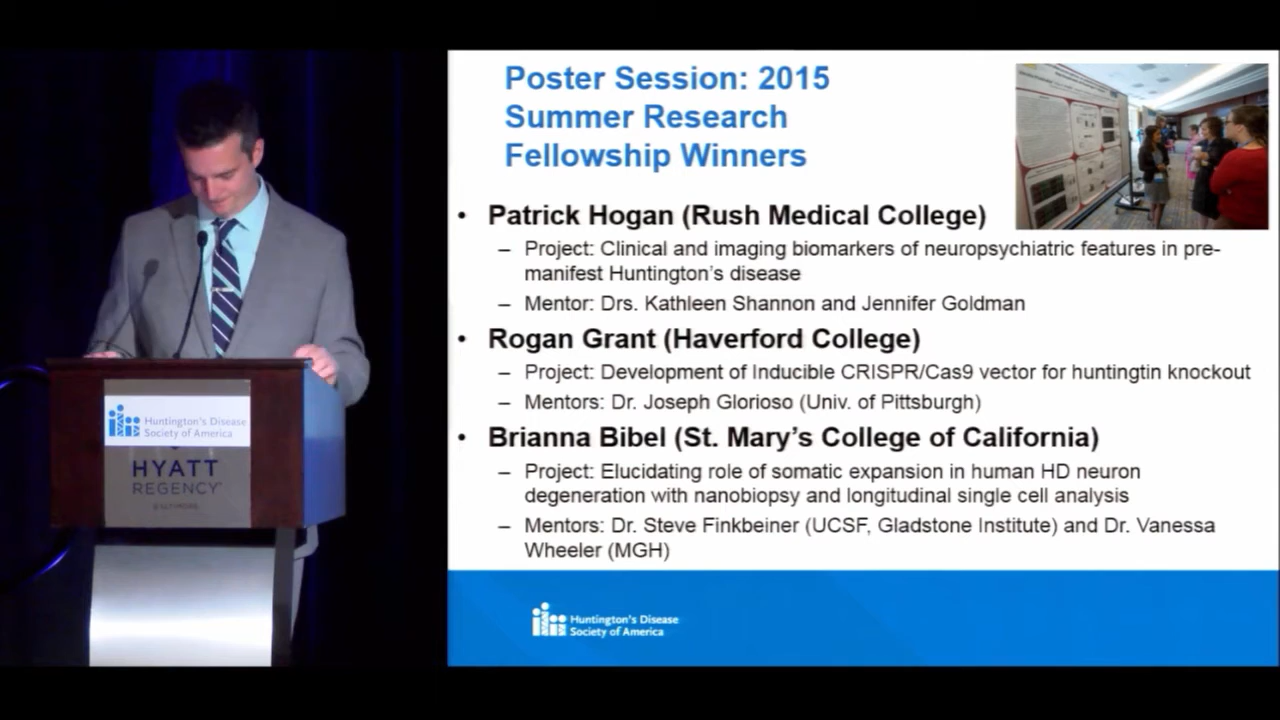 Poster Session: 2015
Summer Research
Fellowship Winners
• Patrick Hogan (Rush Medical College)
– Project: Clinical and imaging biomarkers of neuropsychiatric features in pre-
manifest Huntington's disease
– Mentor: Drs. Kathleen Shannon and Jennifer Goldman
• Rogan Grant (Haverford College)
– Project: Development of Inducible CRISPR/Cas9 vector for huntingtin knockout
– Mentors: Dr. Joseph Glorioso (Univ. of Pittsburgh)
• Brianna Bibel (St. Mary's College of California)
– Project: Elucidating role of somatic expansion in human HD neuron
degeneration with nanobiopsy and longitudinal single cell analysis
– Mentors: Dr. Steve Finkbeiner (UCSF, Gladstone Institute) and Dr. Vanessa
Wheeler (MGH)
Huntington's Disease
Society of America
Huntington's Disease
Society of America
HYATT
REGENCY